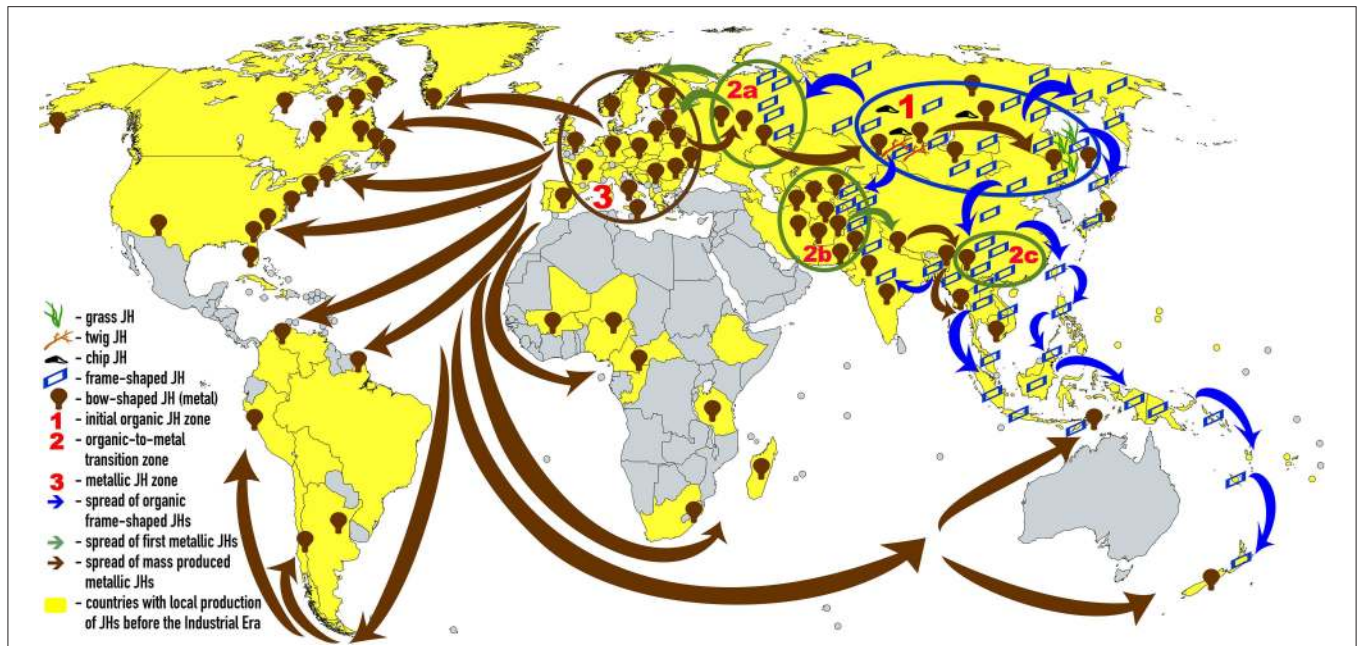 1
2a
3
2b
2c
- grass JH
- twig JH
- chip JH
- frame-shaped JH
- bow-shaped JH (metal)
1 - initial organic JH zone
2 - organic-to-metal
transition zone
3 - metallic JH zone
- spread of organic
frame-shaped JHs
- spread of first metallic JHs
- spread of mass produced
metallic JHs
- countries with local production
of JHs before the Industrial Era